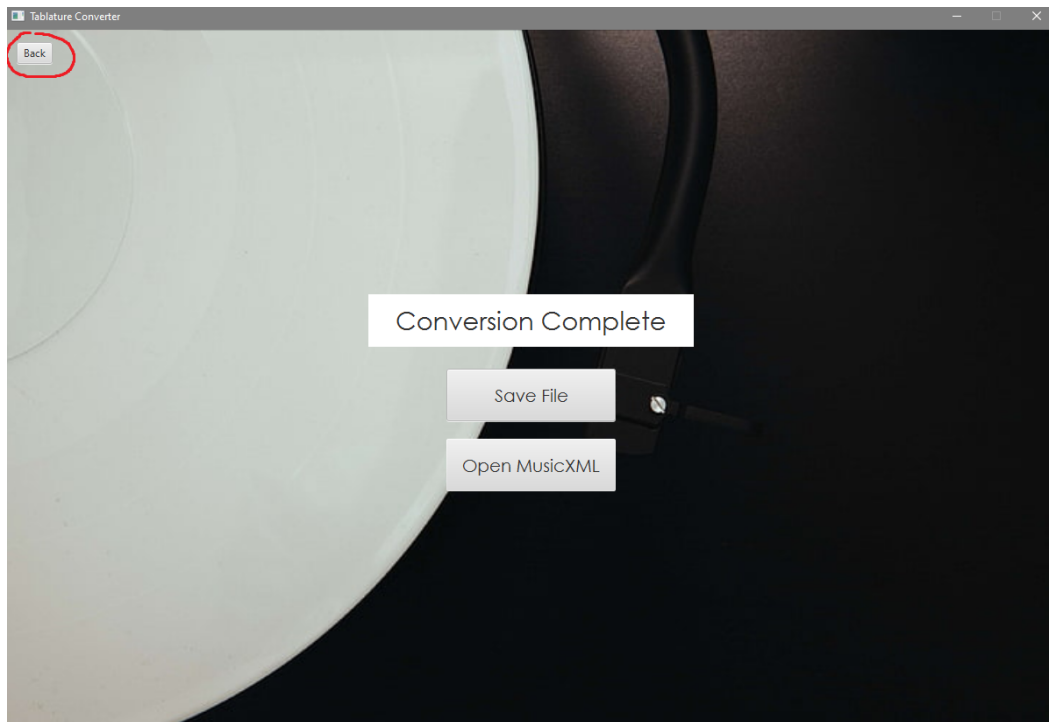 Tablature Converter
Back
Conversion Complete
Save File
Open MusicXML